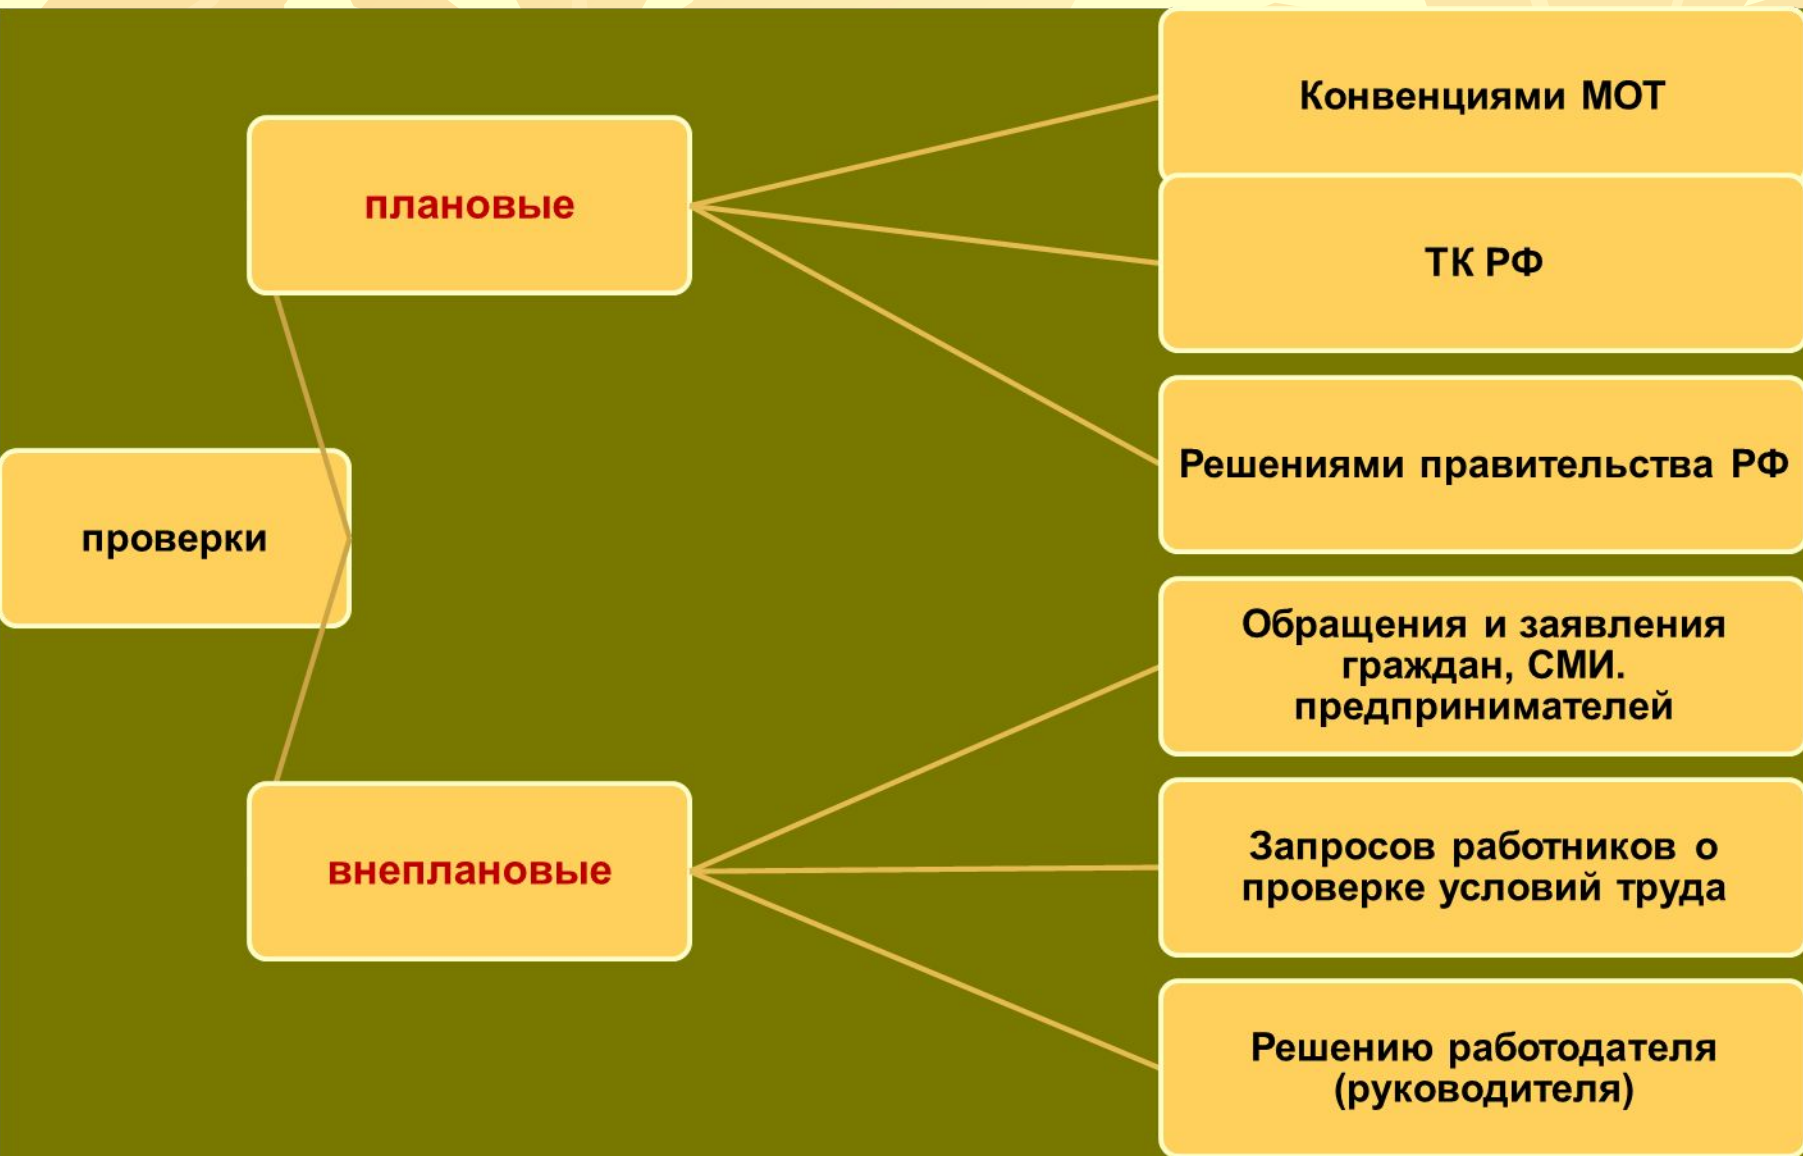 проверки
плановые
Конвенциями МОТ
ТК РФ
Решениями правительства РФ
внеплановые
Обращения и заявления
граждан, СМИ.
предпринимателей
Запросов работников о
проверке условий труда
Решению работодателя
(руководителя)